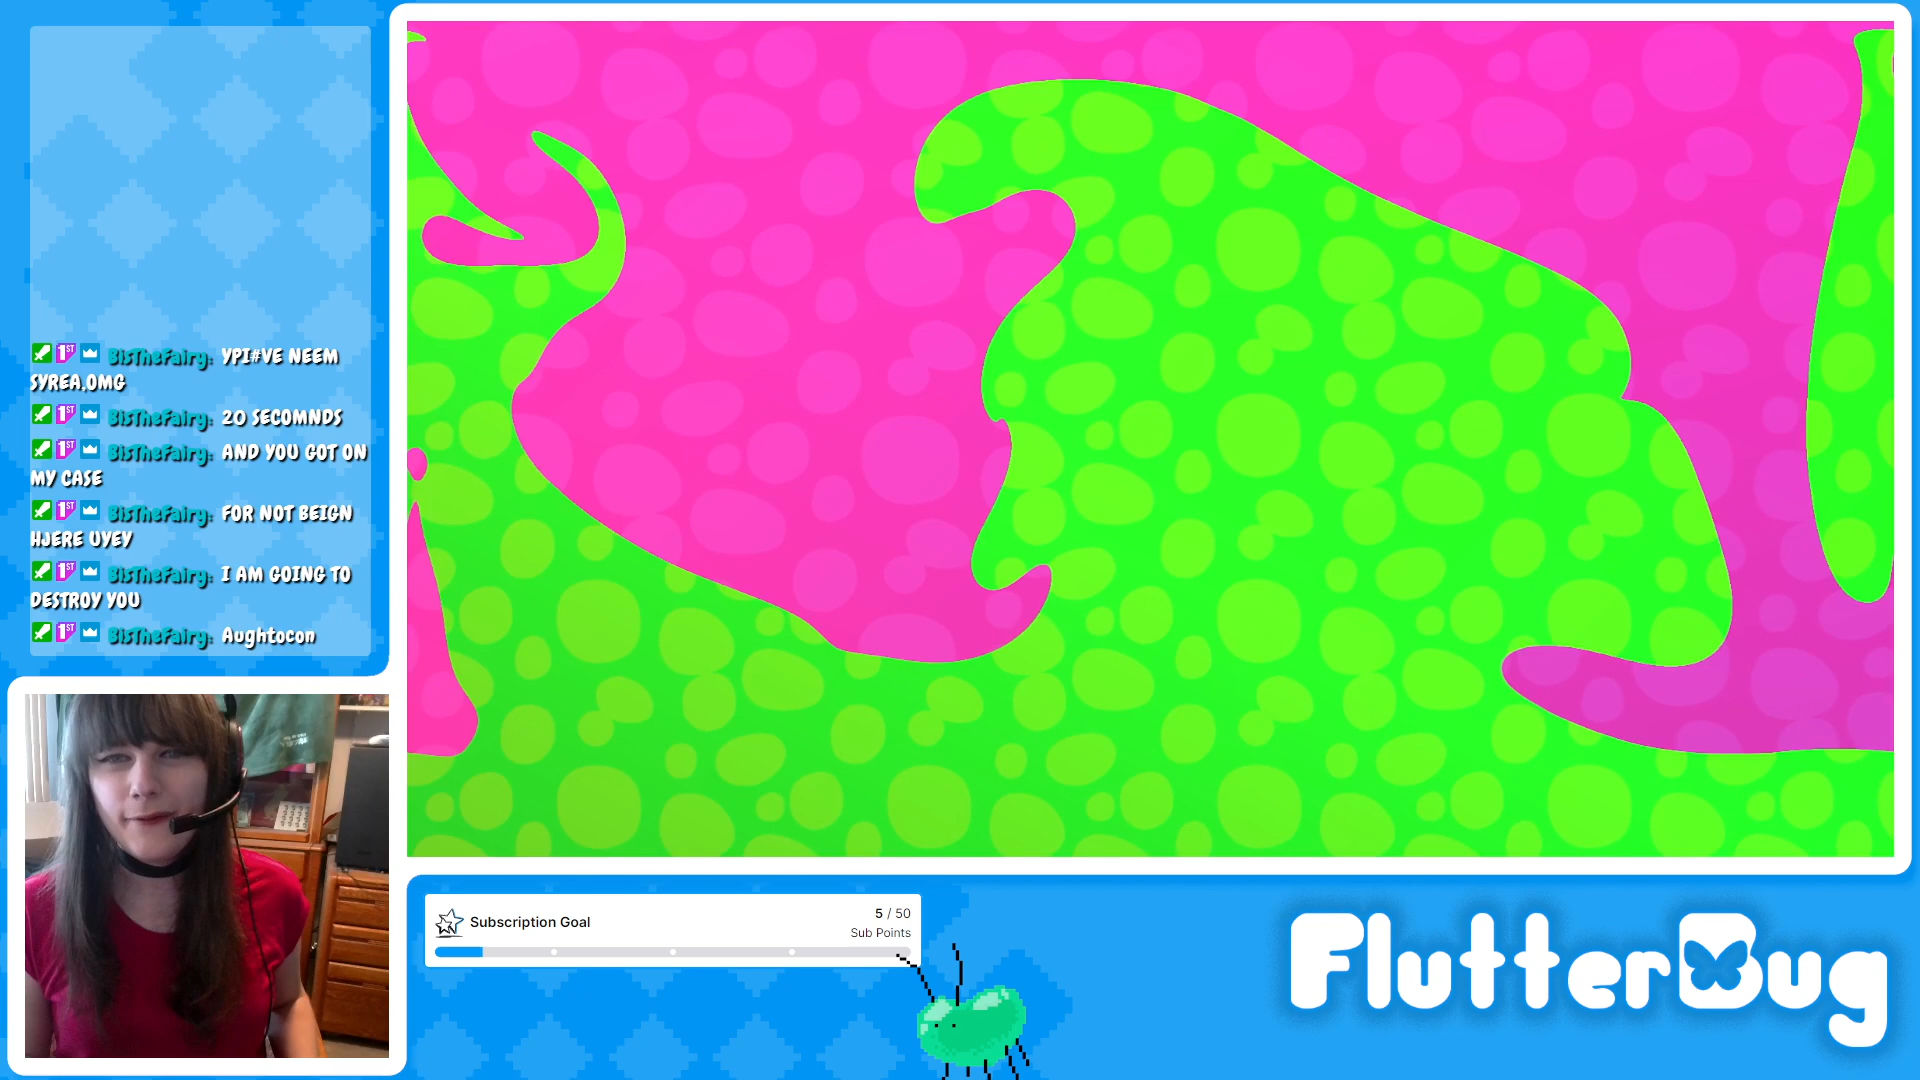 BisTheFairy: YPI#VE NEEM
SYREA,OMG
BisTheFairy: 20 SECOMNDS
BisTheFairy: AND YOU GOT ON
MY CASE
BisTheFairy: FOR NOT BEIGN
HJERE UYEY
BisTheFairy: I AM GOING TO
DESTROY YOU
BisTheFairy: Aughtocon
Subscription Goal
5 / 50
Sub Points
FlutterBug